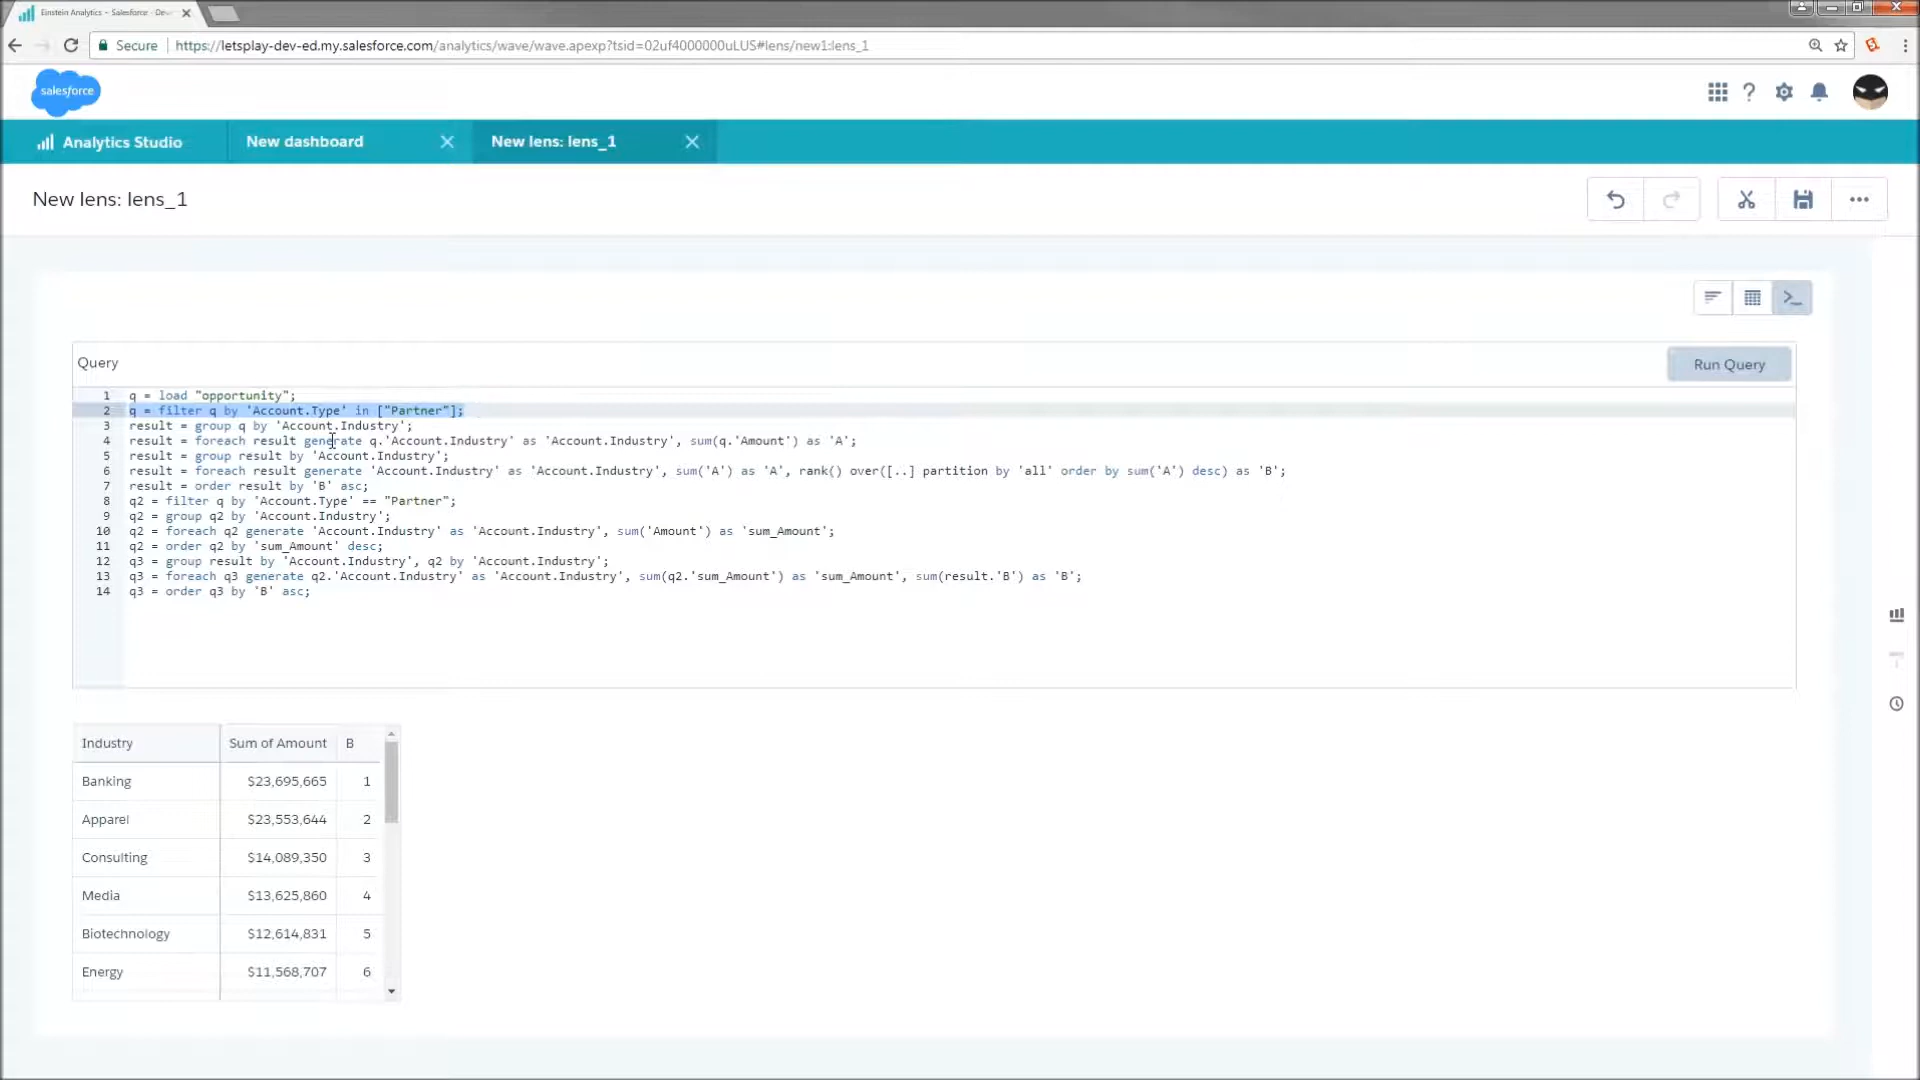 Einstein Analytics - Salesforce - De
Secure https://letsplay-dev-ed.my.salesforce.com/analytics/wave/wave.apexp?tsid=02uf4000000uLUS#lens/new1:lens_1
salesforce
Analytics Studio New dashboard New lens: lens_1
New lens: lens_1
Query Run Query
1 q = load "opportunity";
2 q = filter q by 'Account.Type' in ["Partner"];
3 result = group q by 'Account.Industry';
4 result = foreach result generate q.'Account.Industry' as 'Account.Industry', sum(q.'Amount') as 'A';
5 result = group result by 'Account.Industry';
6 result = foreach result generate 'Account.Industry' as 'Account.Industry', sum('A') as 'A', rank() over([..] partition by 'all' order by sum('A') desc) as 'B';
7 result = order result by 'B' asc;
8 q2 = filter q by 'Account.Type' == "Partner";
9 q2 = group q2 by 'Account.Industry';
10 q2 = foreach q2 generate 'Account.Industry' as 'Account.Industry', sum('Amount') as 'sum_Amount';
11 q2 = order q2 by 'sum_Amount' desc;
12 q3 = group result by 'Account.Industry', q2 by 'Account.Industry';
13 q3 = foreach q3 generate q2.'Account.Industry' as 'Account.Industry', sum(q2.'sum_Amount') as 'sum_Amount', sum(result.'B') as 'B';
14 q3 = order q3 by 'B' asc;
Industry Sum of Amount B
Banking $23,695,665 1
Apparel $23,553,644 2
Consulting $14,089,350 3
Media $13,625,860 4
Biotechnology $12,614,831 5
Energy $11,568,707 6